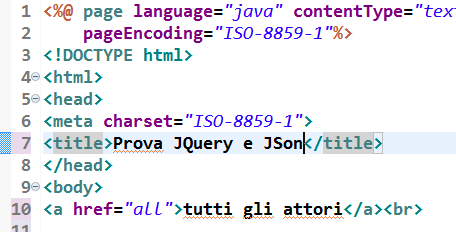 1 <%@ page language="java" contentType="tex
2 pageEncoding="ISO-8859-1"%>
3 <!DOCTYPE html>
4 <html>
5 <head>
6 <meta charset="ISO-8859-1">
7 <title>Prova JQuery e JSon</title>
8 </head>
9 <body>
10 <a href="all">tutti gli attori</a><br>